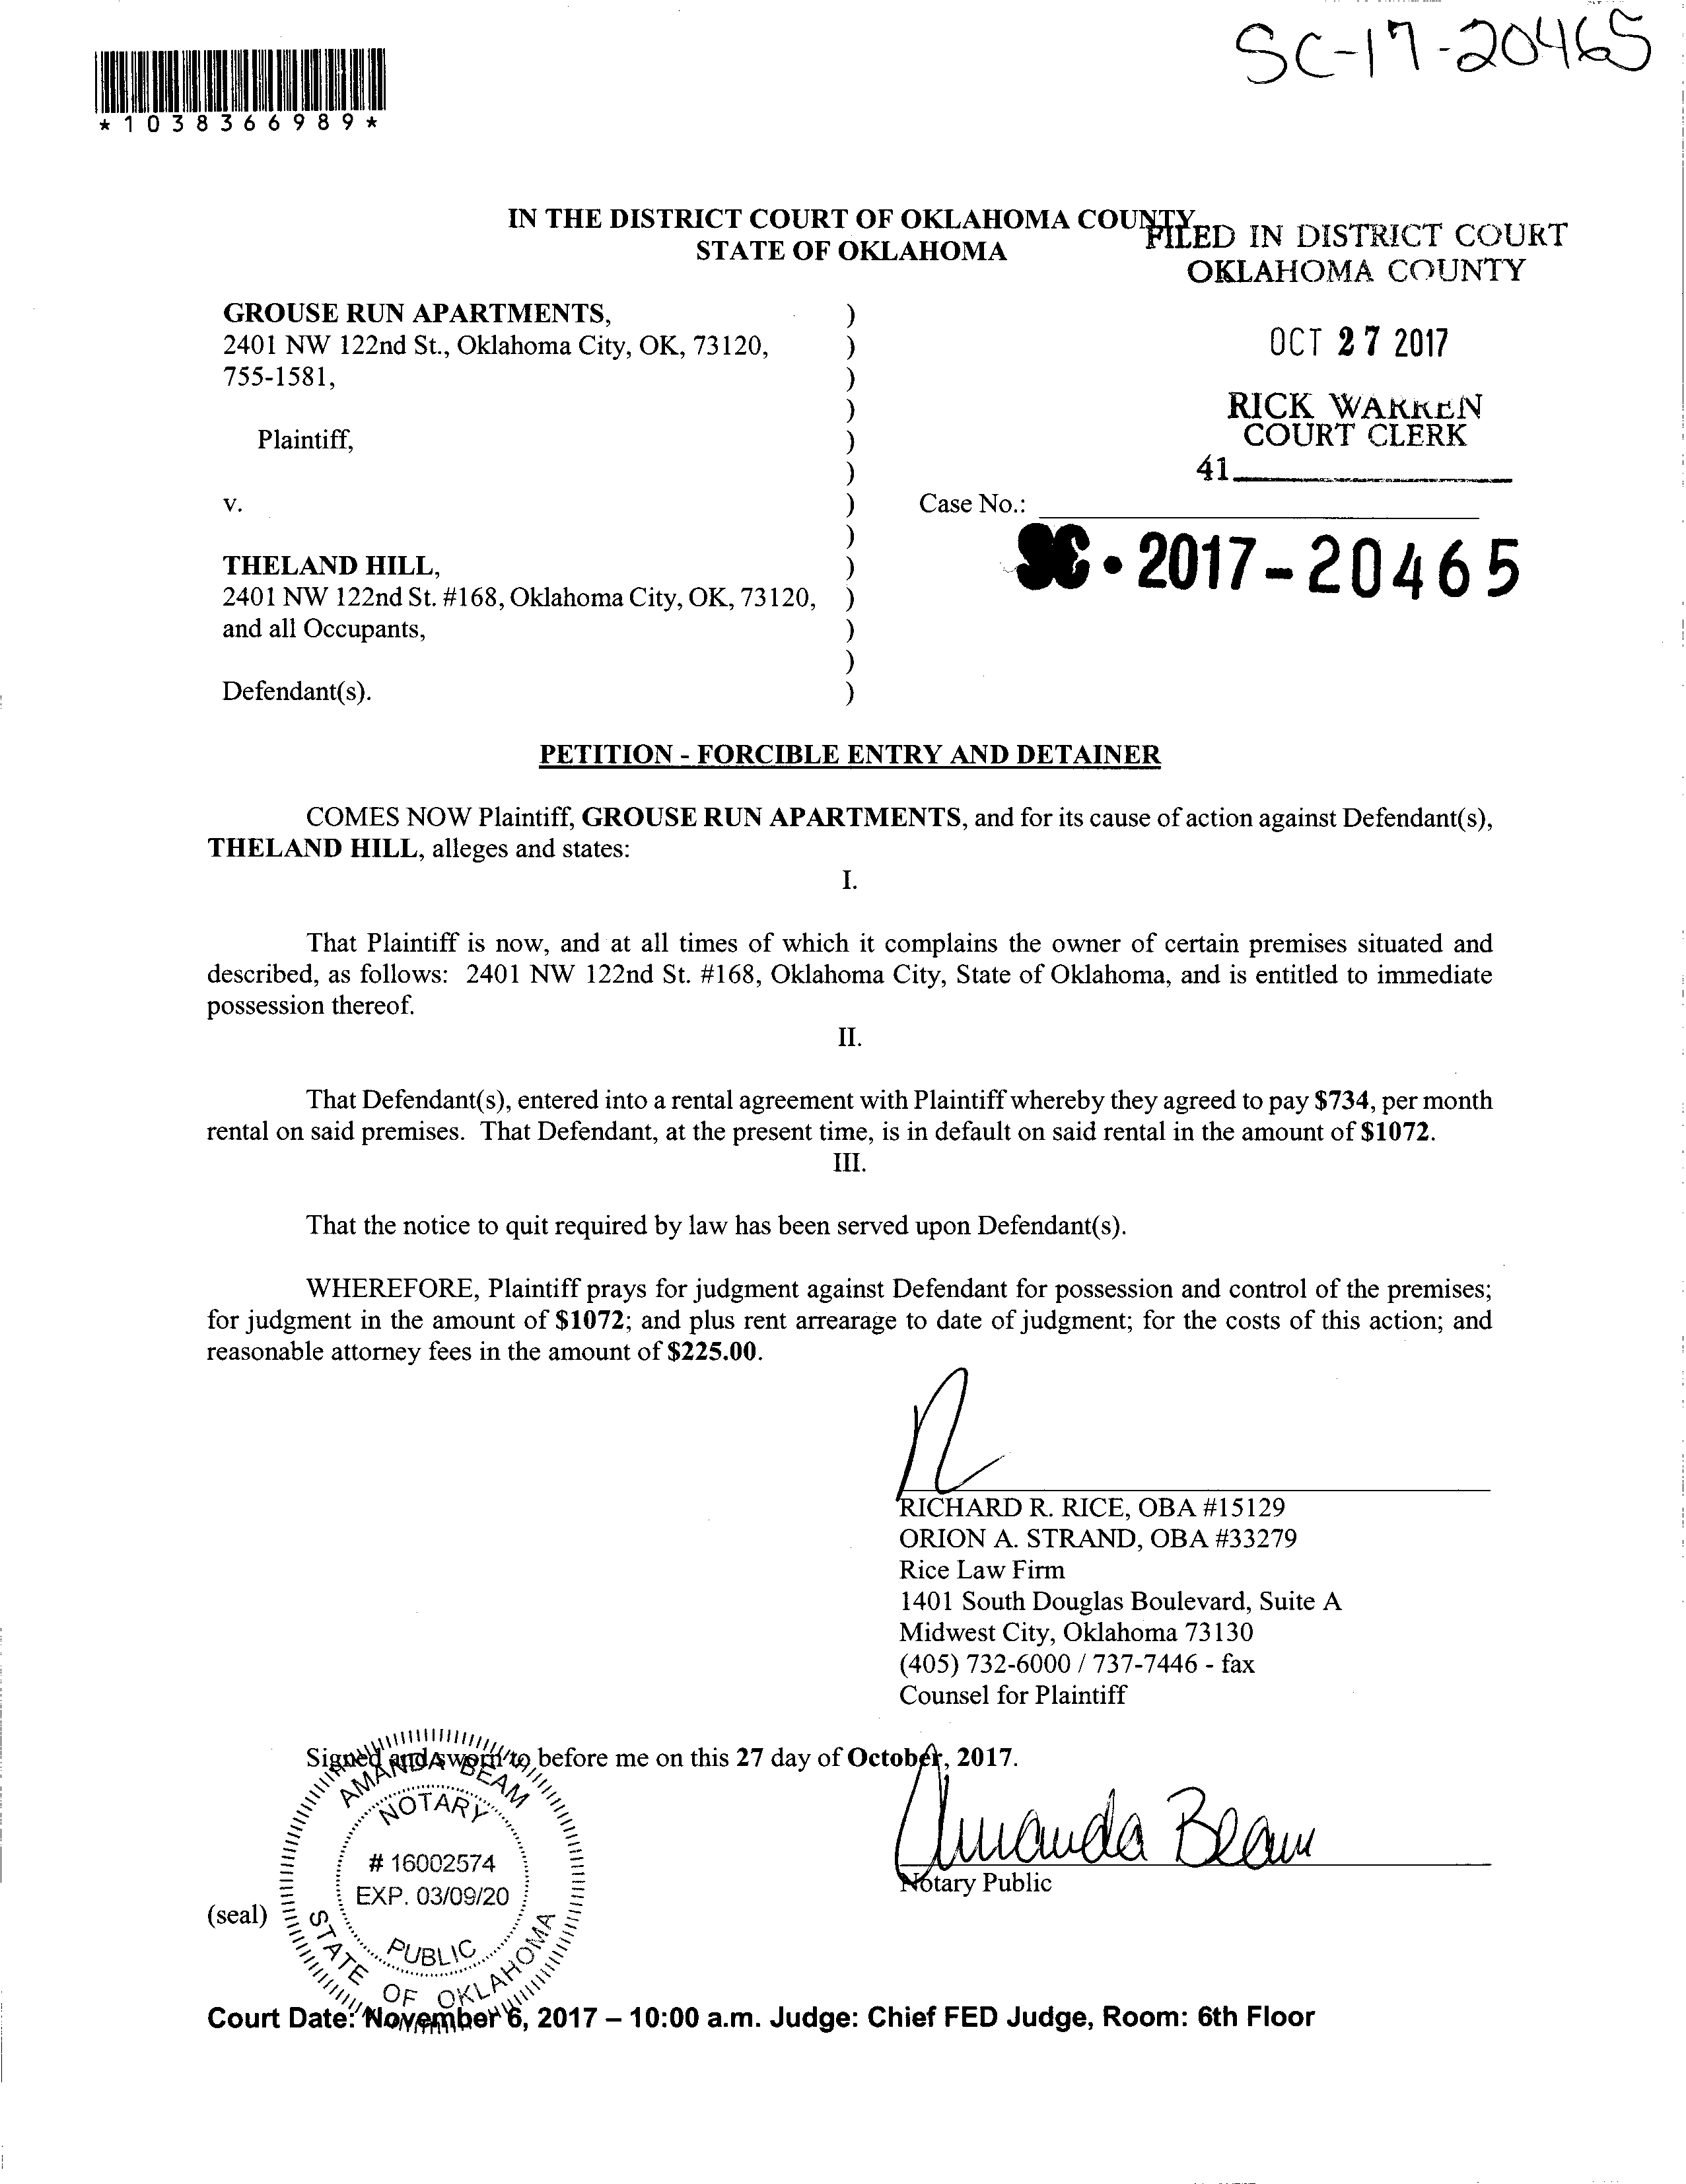 SC-17-20465
*1038366989*
IN THE DISTRICT COURT OF OKLAHOMA COUNTY
STATE OF OKLAHOMA
FILED IN DISTRICT COURT
OKLAHOMA COUNTY
OCT 27 2017
RICK WARREN
COURT CLERK
41
GROUSE RUN APARTMENTS, )
2401 NW 122nd St., Oklahoma City, OK, 73120, )
755-1581, )
)
Plaintiff, )
)
v. ) Case No.:
)
SC-2017-20465
THELAND HILL, )
2401 NW 122nd St. #168, Oklahoma City, OK, 73120, )
and all Occupants, )
)
Defendant(s). )
PETITION - FORCIBLE ENTRY AND DETAINER
COMES NOW Plaintiff, GROUSE RUN APARTMENTS, and for its cause of action against Defendant(s),
THELAND HILL, alleges and states:
I.
That Plaintiff is now, and at all times of which it complains the owner of certain premises situated and
described, as follows: 2401 NW 122nd St. #168, Oklahoma City, State of Oklahoma, and is entitled to immediate
possession thereof.
II.
That Defendant(s), entered into a rental agreement with Plaintiff whereby they agreed to pay $734, per month
rental on said premises. That Defendant, at the present time, is in default on said rental in the amount of $1072.
III.
That the notice to quit required by law has been served upon Defendant(s).
WHEREFORE, Plaintiff prays for judgment against Defendant for possession and control of the premises;
for judgment in the amount of $1072; and plus rent arrearage to date of judgment; for the costs of this action; and
reasonable attorney fees in the amount of $225.00.
RICHARD R. RICE, OBA #15129
ORION A. STRAND, OBA #33279
Rice Law Firm
1401 South Douglas Boulevard, Suite A
Midwest City, Oklahoma 73130
(405) 732-6000 / 737-7446 - fax
Counsel for Plaintiff
Signed and sworn to before me on this 27 day of October, 2017.
AMANDA BEAM
NOTARY
# 16002574
EXP. 03/09/20
PUBLIC
STATE OF OKLAHOMA
Amanda Beam
Notary Public
(seal)
Court Date: November 6, 2017 – 10:00 a.m. Judge: Chief FED Judge, Room: 6th Floor